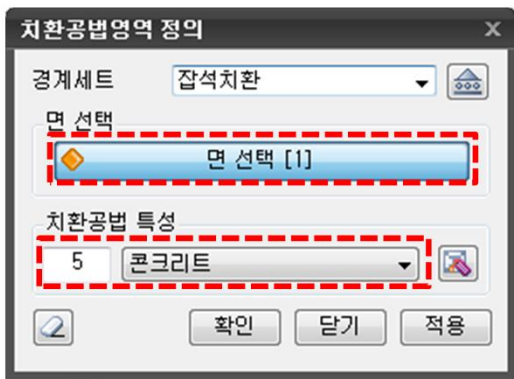 치환공법영역 정의
경계세트 잡석치환
면 선택
면 선택 [1]
치환공법 특성
5 콘크리트
확인 닫기 적용